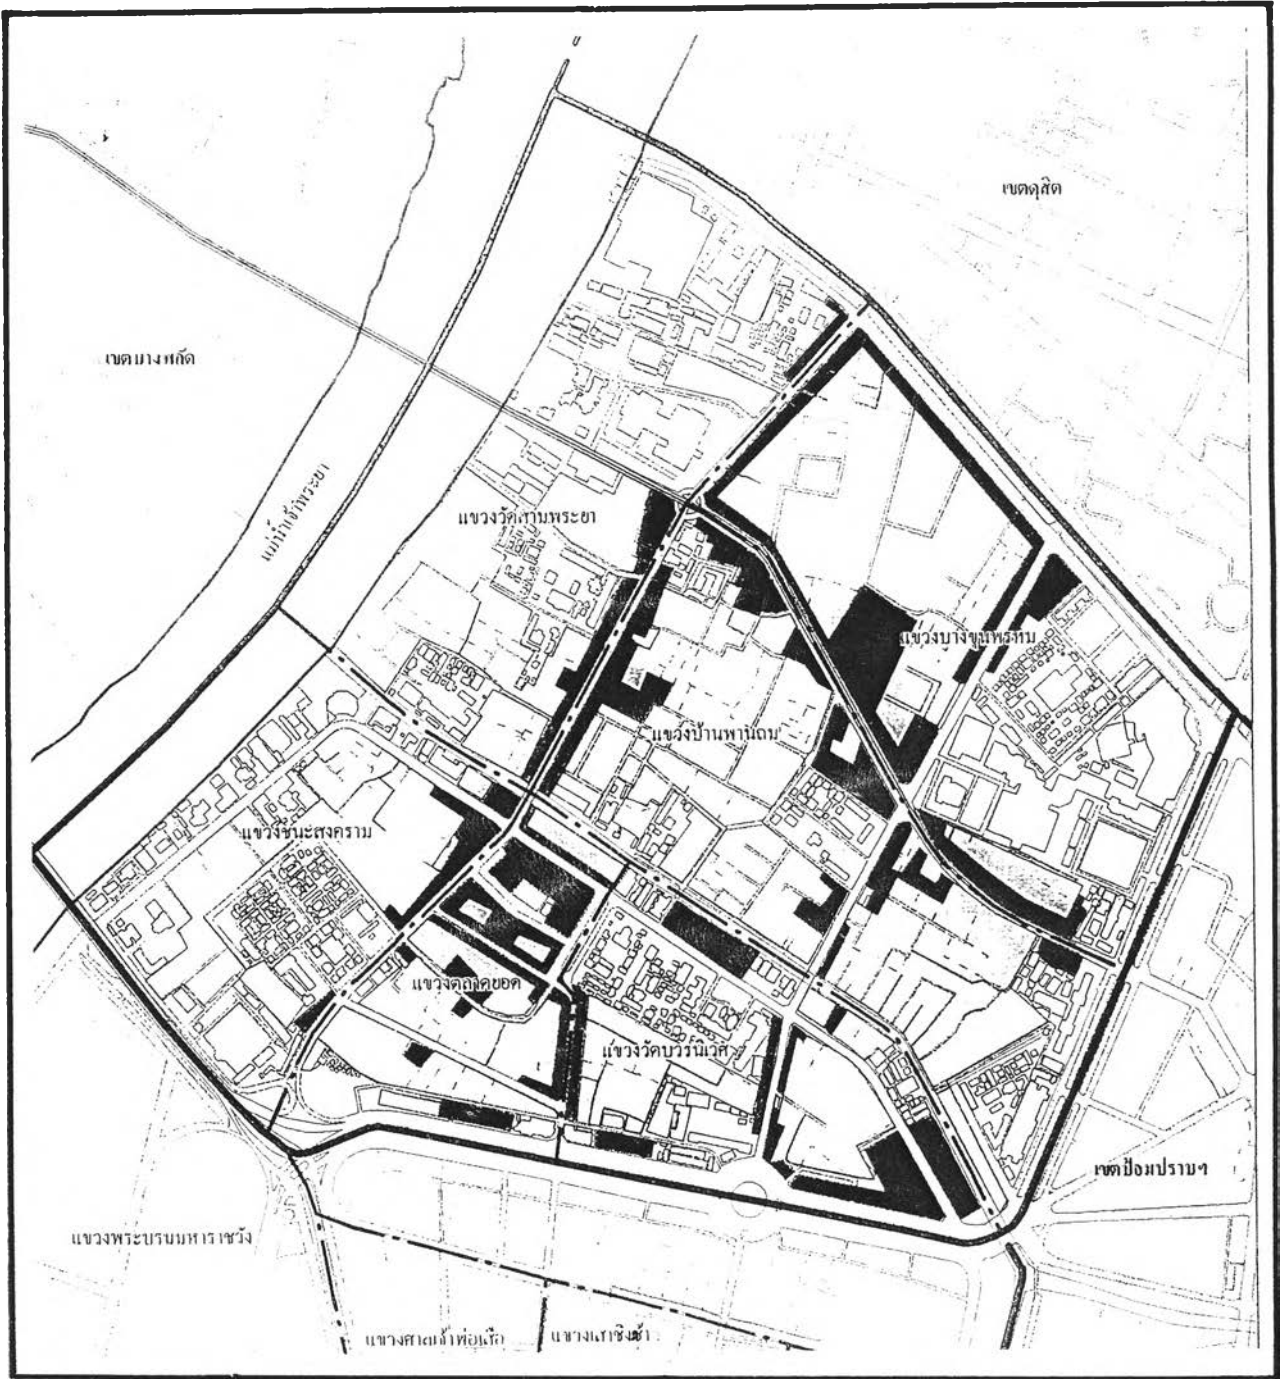 เขตดุสิต
เขตบางพลัด
แม่น้ำเจ้าพระยา
แขวงวัดสามพระยา
แขวงบางขุนพรหม
แขวงบ้านพานถม
แขวงชนะสงคราม
แขวงตลาดยอด
แขวงวัดบวรนิเวศ
เขตป้อมปราบฯ
แขวงพระบรมมหาราชวัง
แขวงศาลเจ้าพ่อเสือ
แขวงเสาชิงช้า